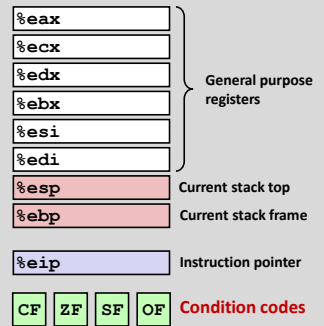 %eax
%ecx
%edx
%ebx
%esi
%edi
General purpose
registers
%esp Current stack top
%ebp Current stack frame
%eip Instruction pointer
CF ZF SF OF Condition codes